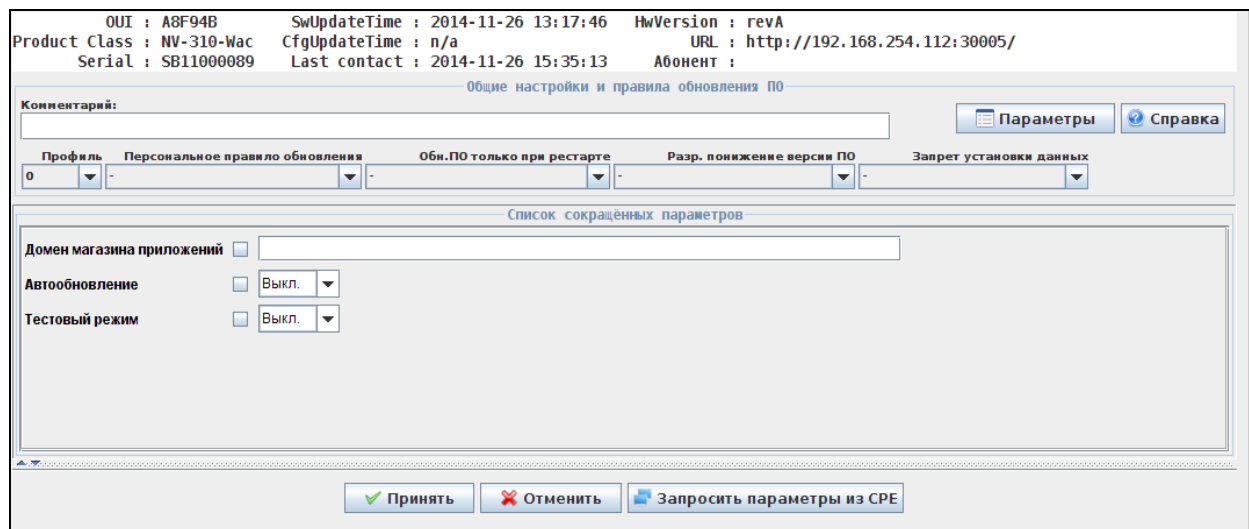 OUI : A8F94B SwUpdateTime : 2014-11-26 13:17:46 HwVersion : revA
Product Class : NV-310-Wac CfgUpdateTime : n/a URL : http://192.168.254.112:30005/
Serial : SB11000089 Last contact : 2014-11-26 15:35:13 Абонент :
Общие настройки и правила обновления ПО
Комментарий:
Параметры Справка
Профиль Персональное правило обновления Обн.ПО только при рестарте Разр. понижение версии ПО Запрет установки данных
0 - - - -
Список сокращённых параметров
Домен магазина приложений
Автообновление Выкл.
Тестовый режим Выкл.
Принять Отменить Запросить параметры из CPE